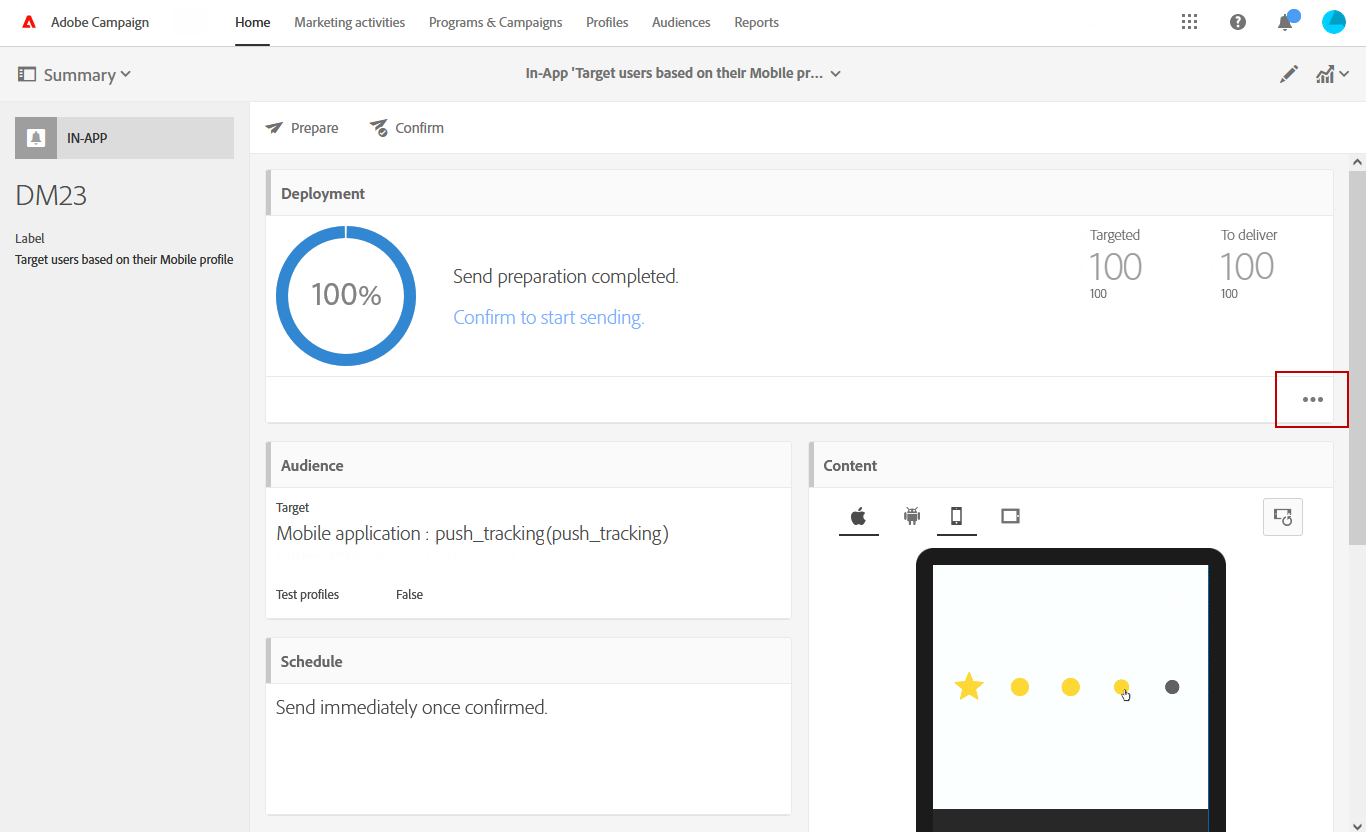 Adobe Campaign
Home
Marketing activities
Programs & Campaigns
Profiles
Audiences
Reports
Summary
In-App 'Target users based on their Mobile pr...
IN-APP
DM23
Label
Target users based on their Mobile profile
Prepare
Confirm
Deployment
100%
Send preparation completed.
Confirm to start sending.
Targeted
100
100
To deliver
100
100
Audience
Target
Mobile application : push_tracking(push_tracking)
Test profiles
False
Schedule
Send immediately once confirmed.
Content